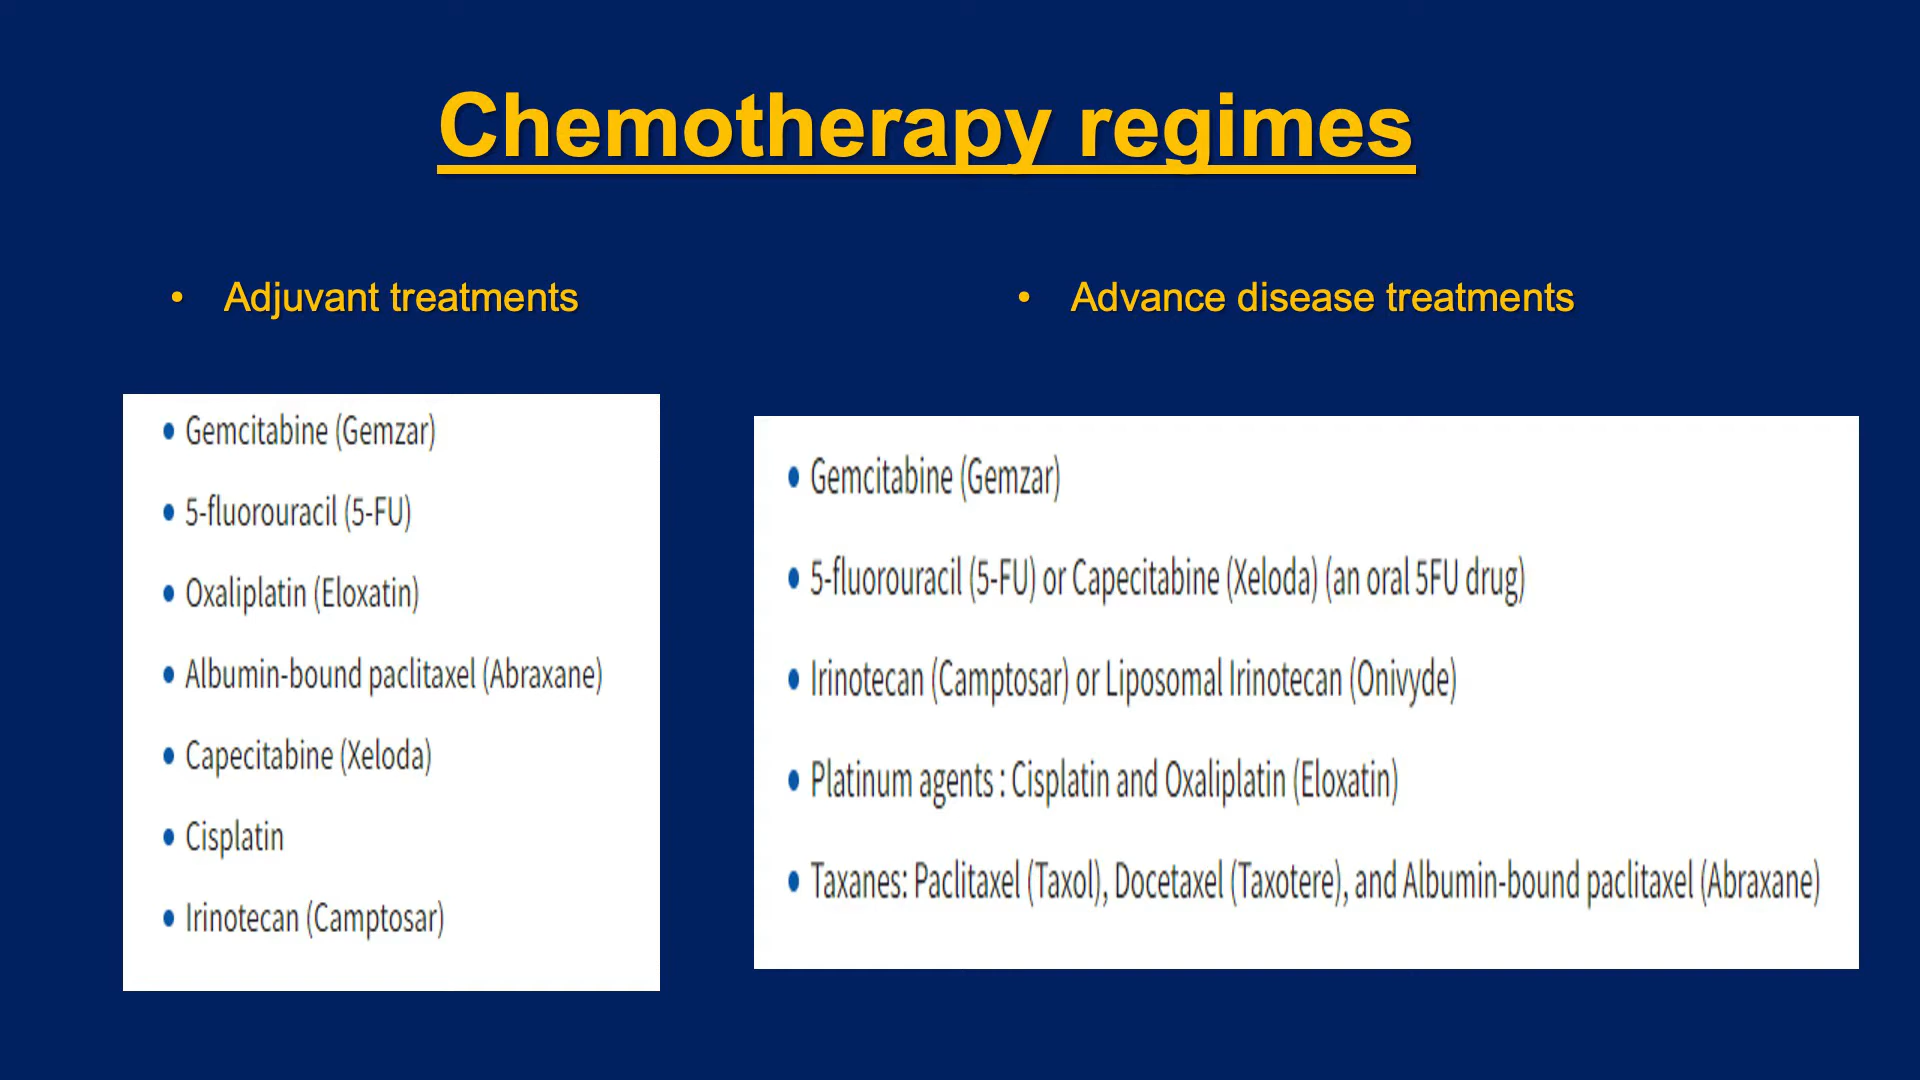 Chemotherapy regimes
• Adjuvant treatments
• Gemcitabine (Gemzar)
• 5-fluorouracil (5-FU)
• Oxaliplatin (Eloxatin)
• Albumin-bound paclitaxel (Abraxane)
• Capecitabine (Xeloda)
• Cisplatin
• Irinotecan (Camptosar)
• Advance disease treatments
• Gemcitabine (Gemzar)
• 5-fluorouracil (5-FU) or Capecitabine (Xeloda) (an oral 5FU drug)
• Irinotecan (Camptosar) or Liposomal Irinotecan (Onivyde)
• Platinum agents : Cisplatin and Oxaliplatin (Eloxatin)
• Taxanes: Paclitaxel (Taxol), Docetaxel (Taxotere), and Albumin-bound paclitaxel (Abraxane)